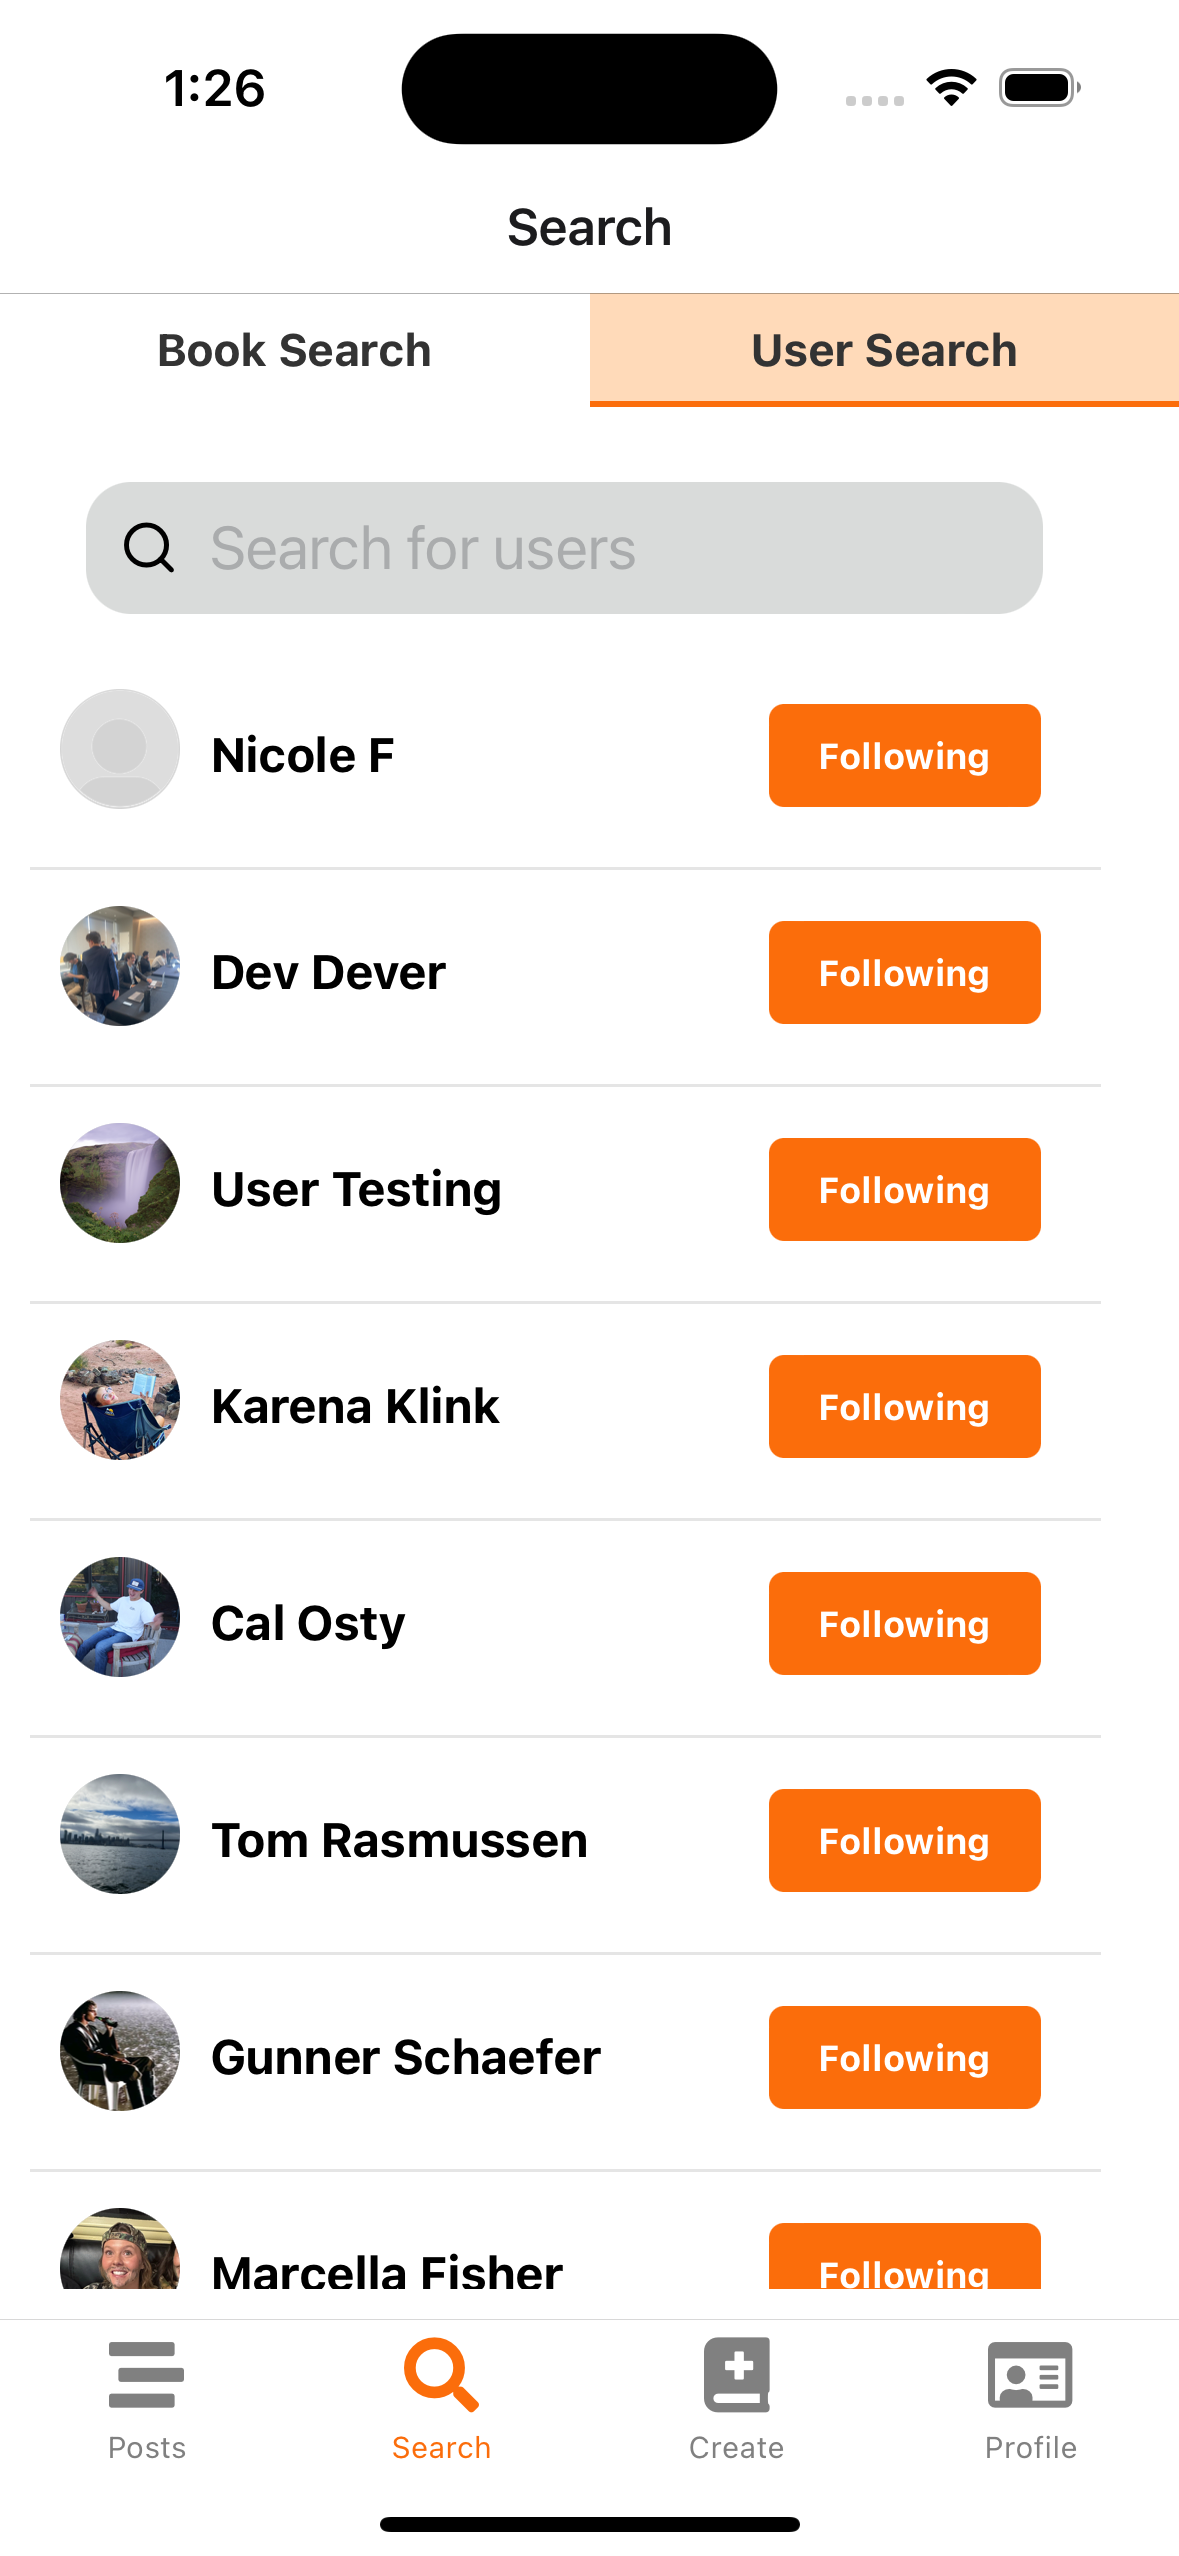 1:26
Search
Book Search
User Search
Search for users
Nicole F
Following
Dev Dever
Following
User Testing
Following
Karena Klink
Following
Cal Osty
Following
Tom Rasmussen
Following
Gunner Schaefer
Following
Marcella Fisher
Following
Posts
Search
Create
Profile